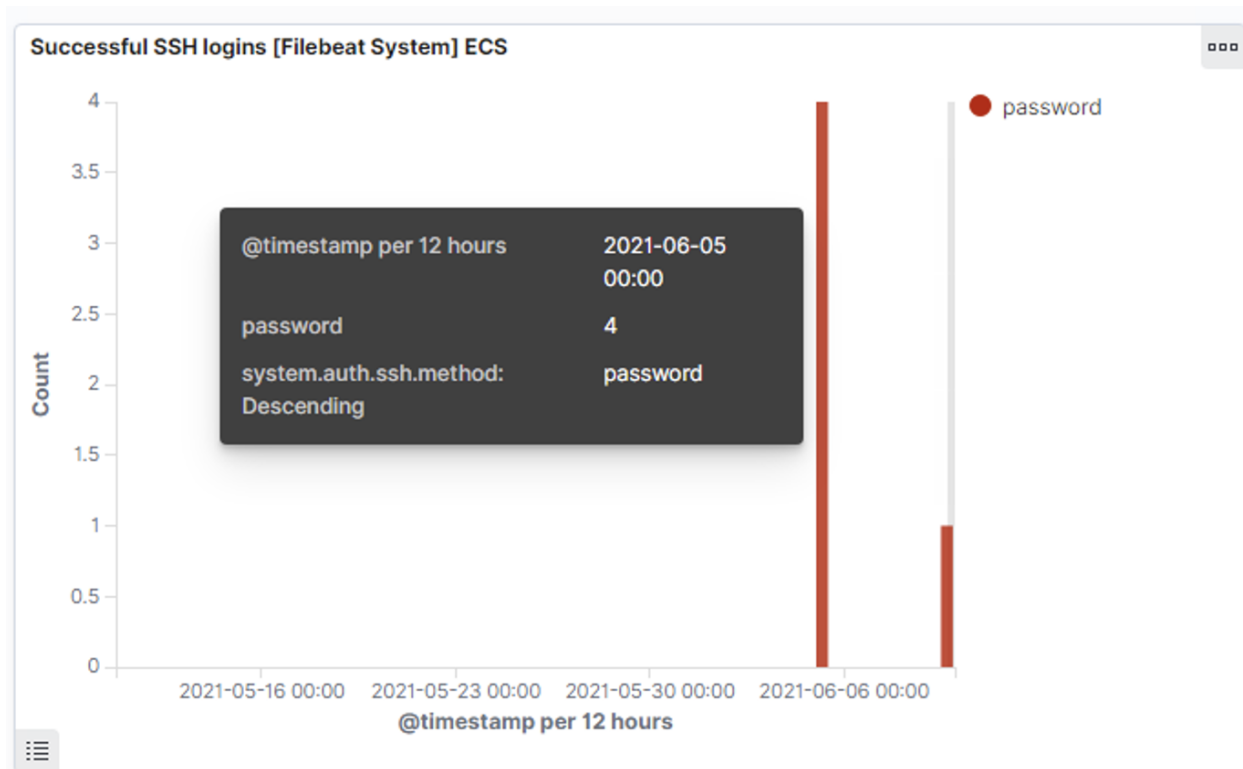 Successful SSH logins [Filebeat System] ECS
password
4
3.5
3
2.5
2
1.5
1
0.5
0
Count
@timestamp per 12 hours 2021-06-05
00:00
password 4
system.auth.ssh.method: password
Descending
2021-05-16 00:00 2021-05-23 00:00 2021-05-30 00:00 2021-06-06 00:00
@timestamp per 12 hours